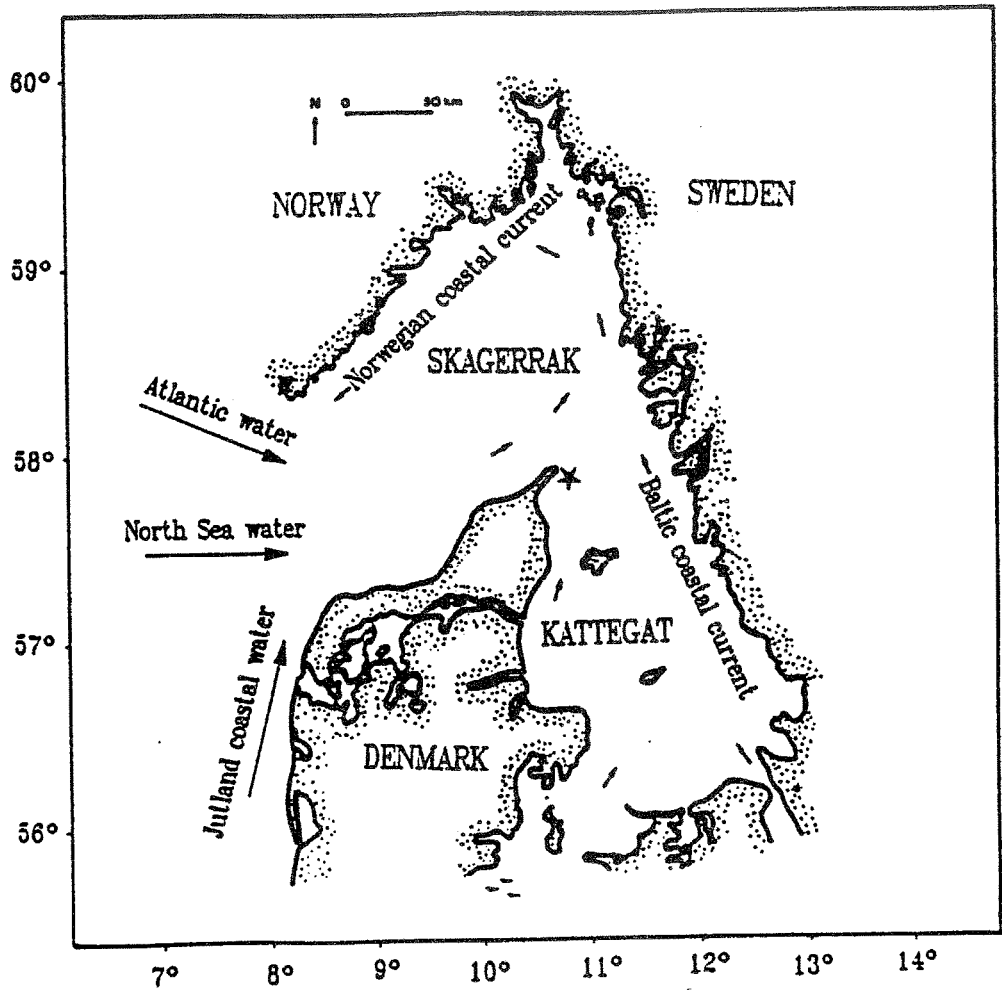 60°
N 0 50 km
NORWAY
SWEDEN
59°
Norwegian coastal current
SKAGERRAK
Atlantic water
58°
North Sea water
Baltic coastal current
57°
KATTEGAT
Jutland coastal water
DENMARK
56°
7° 8° 9° 10° 11° 12° 13° 14°